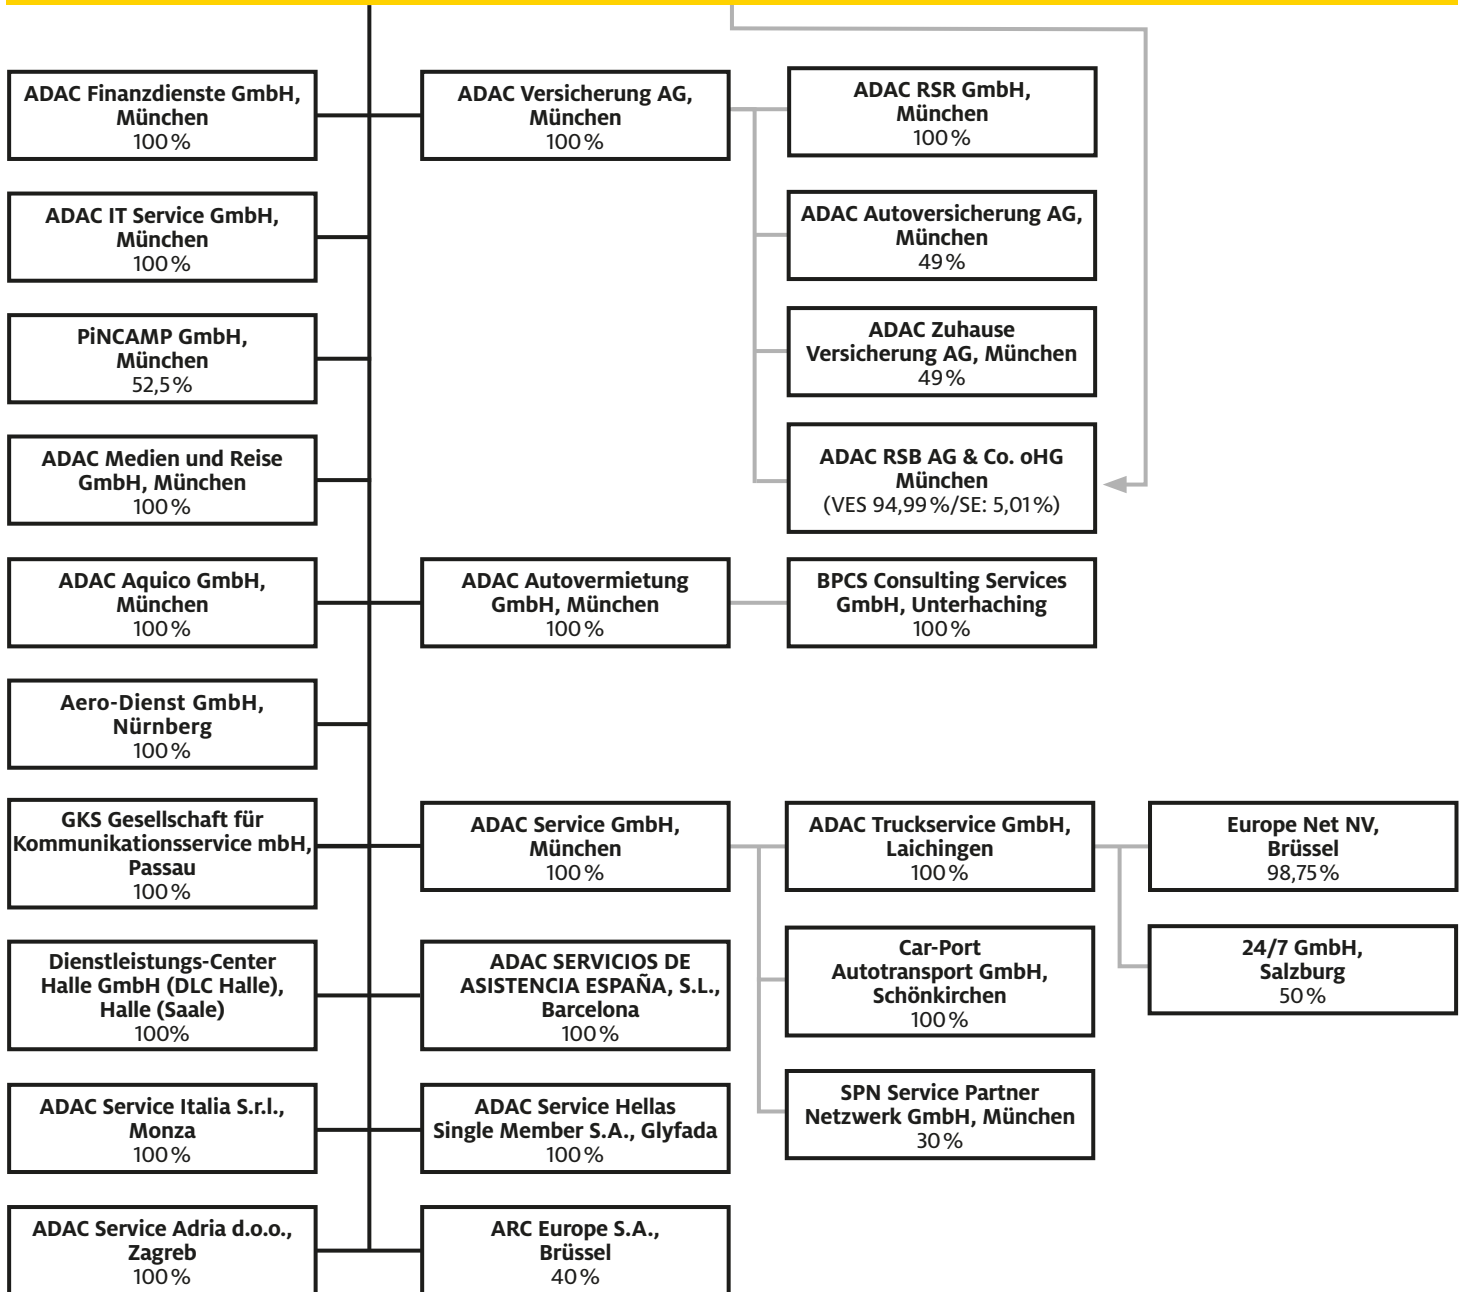 ADAC Finanzdienste GmbH,
München
100 %
ADAC Versicherung AG,
München
100 %
ADAC RSR GmbH,
München
100 %
ADAC IT Service GmbH,
München
100 %
ADAC Autoversicherung AG,
München
49 %
PiNCAMP GmbH,
München
52,5 %
ADAC Zuhause
Versicherung AG, München
49 %
ADAC Medien und Reise
GmbH, München
100 %
ADAC RSB AG & Co. oHG
München
(VES 94,99 %/SE: 5,01 %)
ADAC Aquico GmbH,
München
100 %
ADAC Autovermietung
GmbH, München
100 %
BPCS Consulting Services
GmbH, Unterhaching
100 %
Aero-Dienst GmbH,
Nürnberg
100 %
GKS Gesellschaft für
Kommunikationsservice mbH,
Passau
100 %
ADAC Service GmbH,
München
100 %
ADAC Truckservice GmbH,
Laichingen
100 %
Europe Net NV,
Brüssel
98,75 %
Dienstleistungs-Center
Halle GmbH (DLC Halle),
Halle (Saale)
100%
ADAC SERVICIOS DE
ASISTENCIA ESPAÑA, S.L.,
Barcelona
100 %
Car-Port
Autotransport GmbH,
Schönkirchen
100 %
24/7 GmbH,
Salzburg
50 %
ADAC Service Italia S.r.l.,
Monza
100 %
ADAC Service Hellas
Single Member S.A., Glyfada
100 %
SPN Service Partner
Netzwerk GmbH, München
30 %
ADAC Service Adria d.o.o.,
Zagreb
100 %
ARC Europe S.A.,
Brüssel
40 %